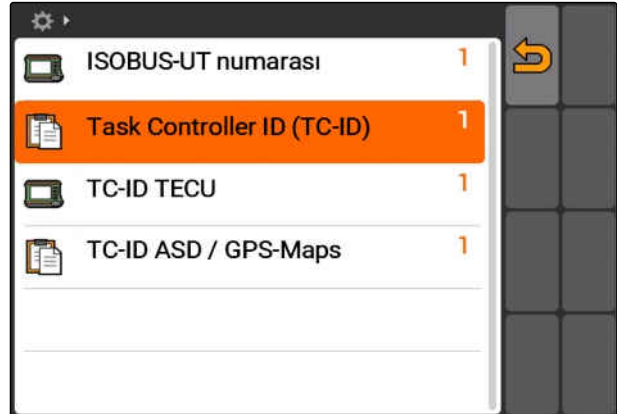 ISOBUS-UT numarası 1
Task Controller ID (TC-ID) 1
TC-ID TECU 1
TC-ID ASD / GPS-Maps 1